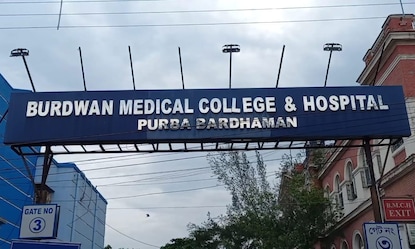 BURDWAN MEDICAL COLLEGE & HOSPITAL
PURBA BARDHAMAN
GATE NO
3
B.M.C.H
EXIT
গেট নং